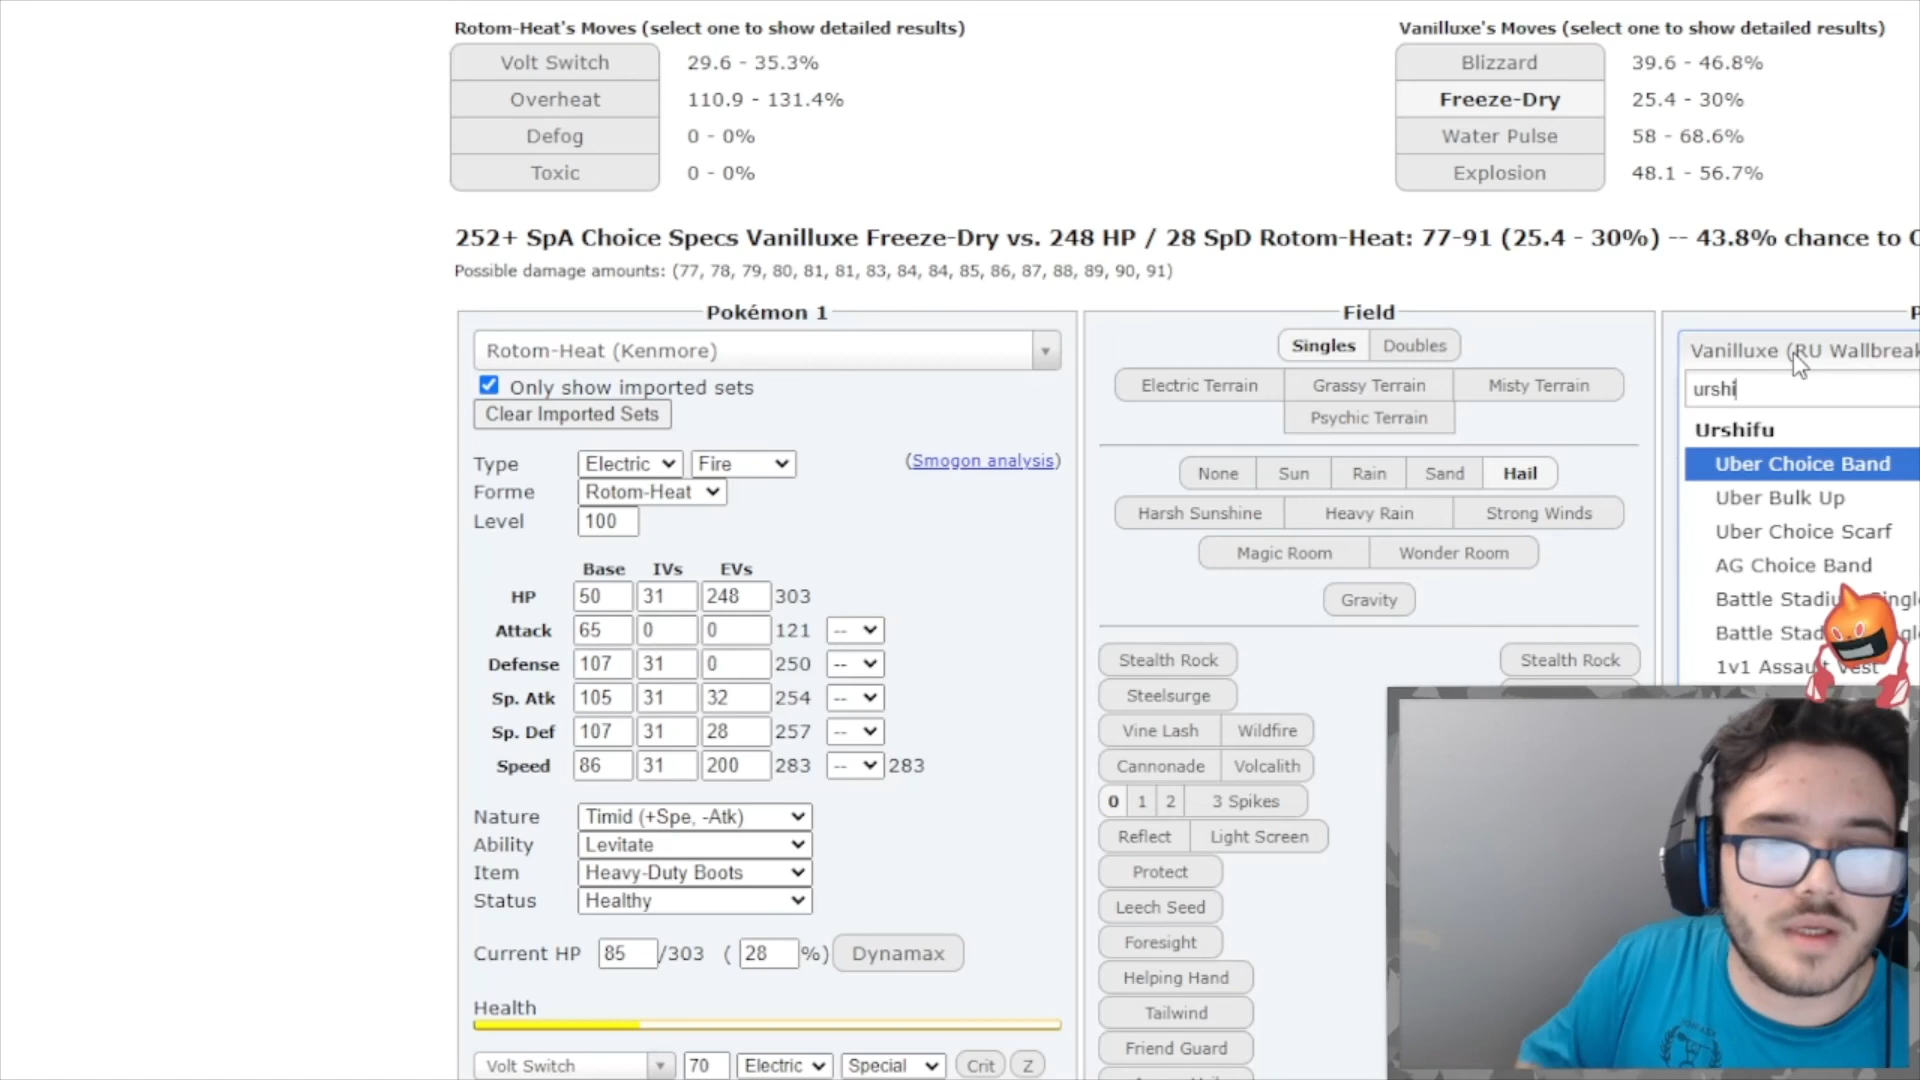 Rotom-Heat's Moves (select one to show detailed results)
Volt Switch 29.6 - 35.3%
Overheat 110.9 - 131.4%
Defog 0 - 0%
Toxic 0 - 0%
Vanilluxe's Moves (select one to show detailed results)
Blizzard 39.6 - 46.8%
Freeze-Dry 25.4 - 30%
Water Pulse 58 - 68.6%
Explosion 48.1 - 56.7%
252+ SpA Choice Specs Vanilluxe Freeze-Dry vs. 248 HP / 28 SpD Rotom-Heat: 77-91 (25.4 - 30%) -- 43.8% chance to
Possible damage amounts: (77, 78, 79, 80, 81, 81, 83, 84, 84, 85, 86, 87, 88, 89, 90, 91)
Pokémon 1
Rotom-Heat (Kenmore)
Only show imported sets
Clear Imported Sets
Type Electric Fire (Smogon analysis)
Forme Rotom-Heat
Level 100
Base IVs EVs
HP 50 31 248 303
Attack 65 0 0 121 --
Defense 107 31 0 250 --
Sp. Atk 105 31 32 254 --
Sp. Def 107 31 28 257 --
Speed 86 31 200 283 -- 283
Nature Timid (+Spe, -Atk)
Ability Levitate
Item Heavy-Duty Boots
Status Healthy
Current HP 85 /303 ( 28 %) Dynamax
Health
Volt Switch 70 Electric Special Crit Z
Field
Singles Doubles
Electric Terrain Grassy Terrain Misty Terrain
Psychic Terrain
None Sun Rain Sand Hail
Harsh Sunshine Heavy Rain Strong Winds
Magic Room Wonder Room
Gravity
Stealth Rock Stealth Rock
Steelsurge
Vine Lash Wildfire
Cannonade Volcalith
0 1 2 3 Spikes
Reflect Light Screen
Protect
Leech Seed
Foresight
Helping Hand
Tailwind
Friend Guard
Vanilluxe (RU Wallbreak
urshi
Urshifu
Uber Choice Band
Uber Bulk Up
Uber Choice Scarf
AG Choice Band
Battle
Battle
1v1